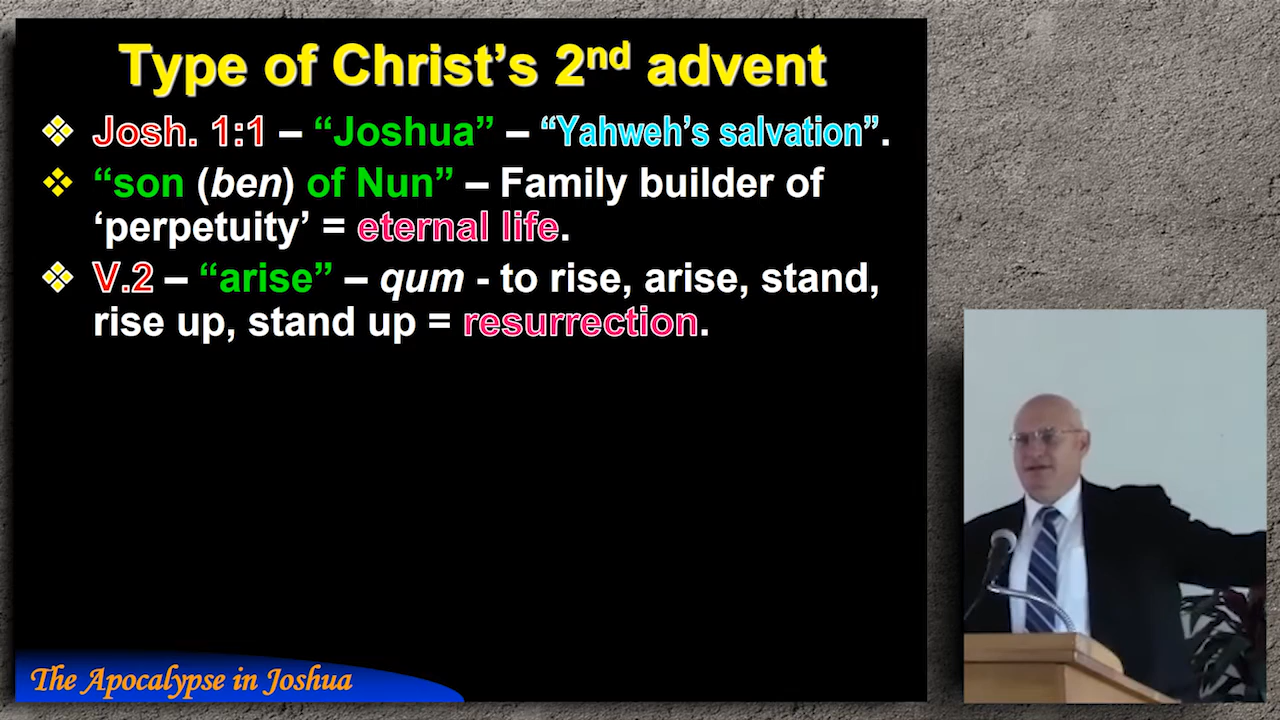 Type of Christ’s 2nd advent
Josh. 1:1 – “Joshua” – “Yahweh’s salvation”.
“son (ben) of Nun” – Family builder of
‘perpetuity’ = eternal life.
V.2 – “arise” – qum - to rise, arise, stand,
rise up, stand up = resurrection.
The Apocalypse in Joshua